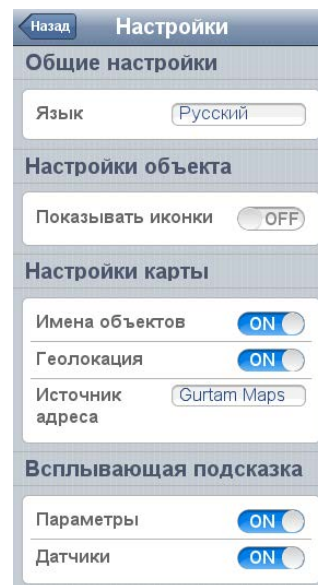 Назад Настройки
Общие настройки
Язык Русский
Настройки объекта
Показывать иконки OFF
Настройки карты
Имена объектов ON
Геолокация ON
Источник Gurtam Maps
адреса
Всплывающая подсказка
Параметры ON
Датчики ON